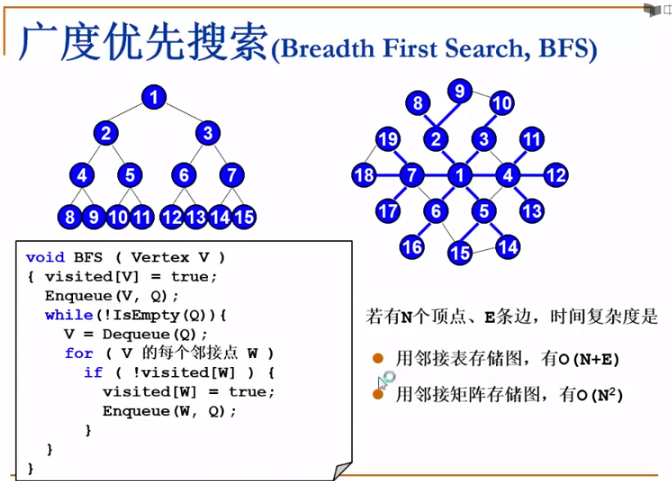 中
广度优先搜索(Breadth First Search, BFS)
1
2 3
4 5 6 7
8 9 10 11 12 13 14 15
9
8 10
19 2 3 11
18 7 1 4 12
17 6 5 13
16 15 14
void BFS ( Vertex V )
{ visited[V] = true;
Enqueue(V, Q);
while(!IsEmpty(Q)){
V = Dequeue(Q);
for ( V 的每个邻接点 W )
if ( !visited[W] ) {
visited[W] = true;
Enqueue(W, Q);
}
}
}
若有N个顶点、E条边，时间复杂度是
用邻接表存储图，有O(N+E)
用邻接矩阵存储图，有O(N²)